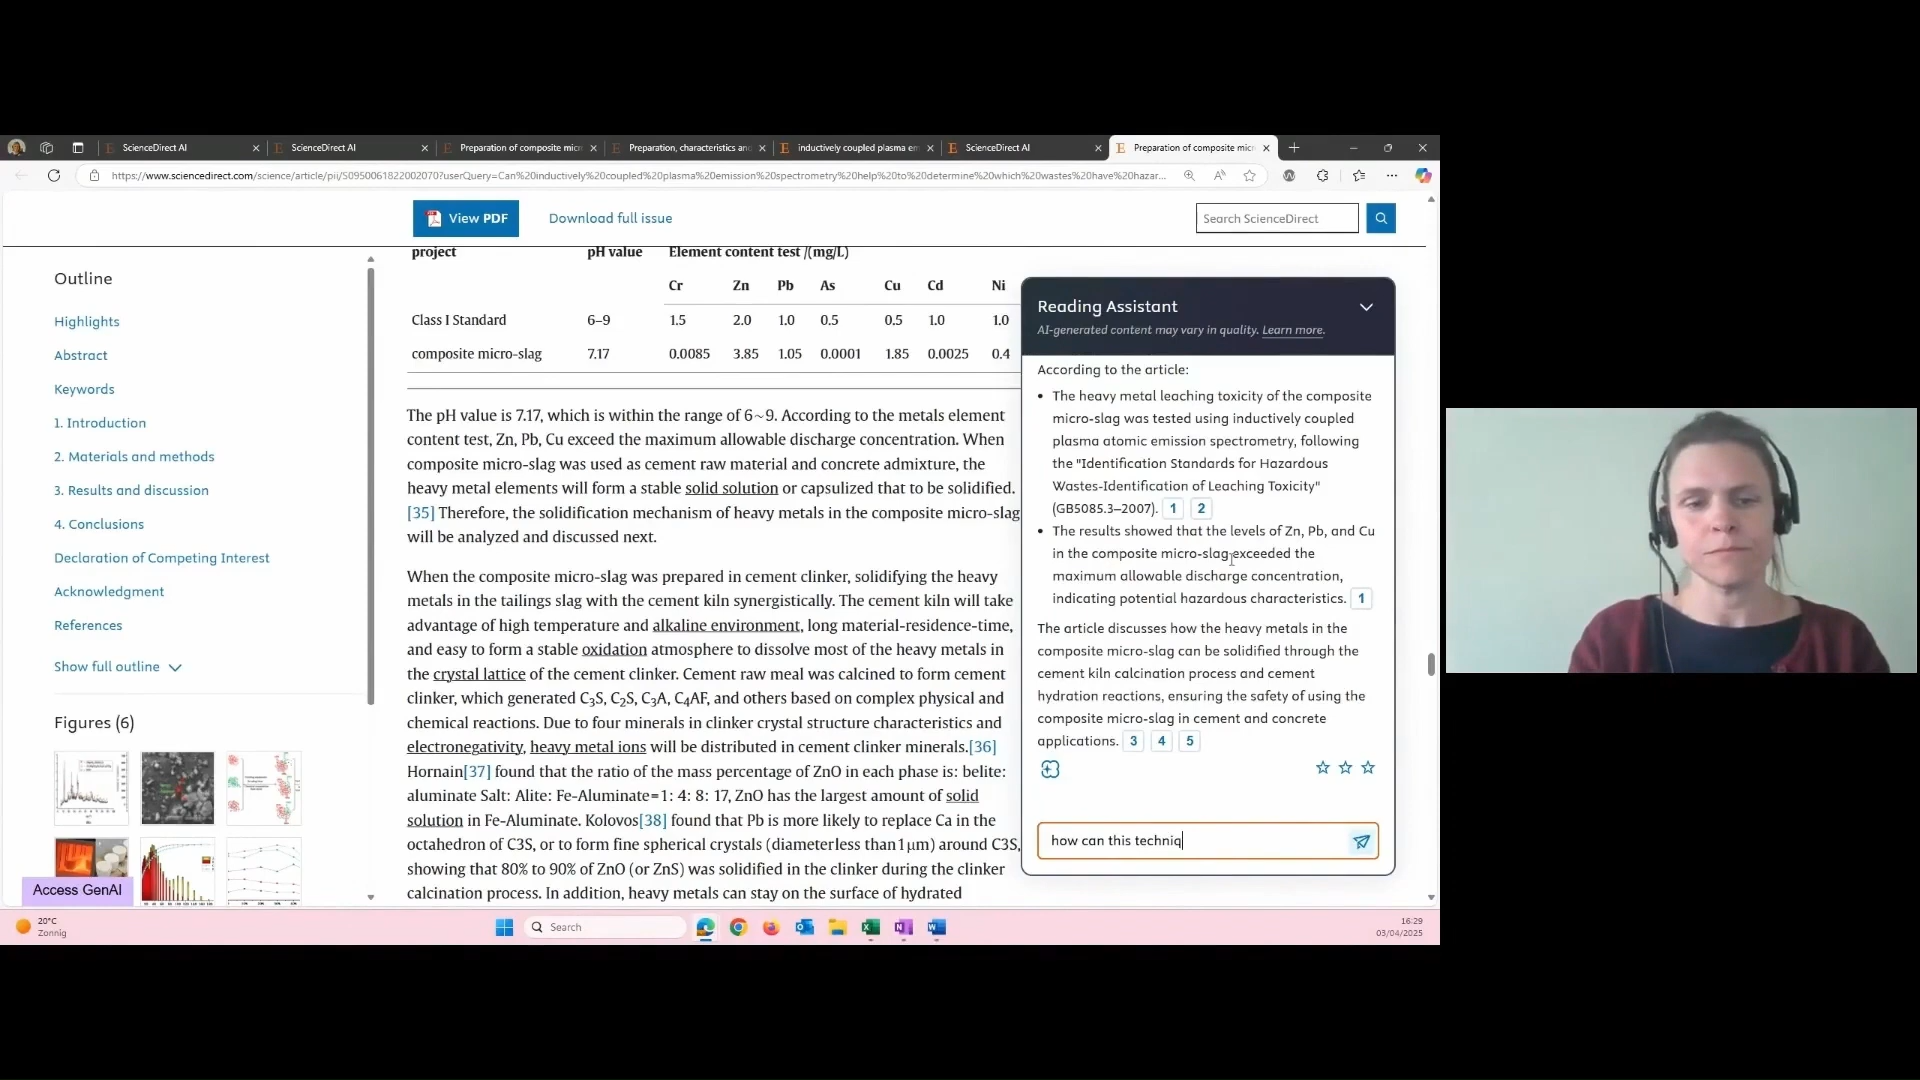 ScienceDirect AI
ScienceDirect AI
Preparation of composite micr
Preparation, characteristics and
inductively coupled plasma em
ScienceDirect AI
Preparation of composite micr
https://www.sciencedirect.com/science/article/pii/S0950061822002070?userQuery=Can%20inductively%20coupled%20plasma%20emission%20spectrometry%20help%20to%20determine%20which%20wastes%20have%20hazar...
View PDF
Download full issue
Search ScienceDirect
Outline
Highlights
Abstract
Keywords
1. Introduction
2. Materials and methods
3. Results and discussion
4. Conclusions
Declaration of Competing Interest
Acknowledgment
References
Show full outline
Figures (6)
Access GenAI
project pH value Element content test /(mg/L)
Cr Zn Pb As Cu Cd Ni
Class I Standard 6–9 1.5 2.0 1.0 0.5 0.5 1.0 1.0
composite micro-slag 7.17 0.0085 3.85 1.05 0.0001 1.85 0.0025 0.4
The pH value is 7.17, which is within the range of 6~9. According to the metals element
content test, Zn, Pb, Cu exceed the maximum allowable discharge concentration. When
composite micro-slag was used as cement raw material and concrete admixture, the
heavy metal elements will form a stable solid solution or capsulized that to be solidified.
[35] Therefore, the solidification mechanism of heavy metals in the composite micro-slag
will be analyzed and discussed next.
When the composite micro-slag was prepared in cement clinker, solidifying the heavy
metals in the tailings slag with the cement kiln synergistically. The cement kiln will take
advantage of high temperature and alkaline environment, long material-residence-time,
and easy to form a stable oxidation atmosphere to dissolve most of the heavy metals in
the crystal lattice of the cement clinker. Cement raw meal was calcined to form cement
clinker, which generated C3S, C2S, C3A, C4AF, and others based on complex physical and
chemical reactions. Due to four minerals in clinker crystal structure characteristics and
electronegativity, heavy metal ions will be distributed in cement clinker minerals.[36]
Hornain[37] found that the ratio of the mass percentage of ZnO in each phase is: belite:
aluminate Salt: Alite: Fe-Aluminate=1: 4: 8: 17, ZnO has the largest amount of solid
solution in Fe-Aluminate. Kolovos[38] found that Pb is more likely to replace Ca in the
octahedron of C3S, or to form fine spherical crystals (diameter less than 1 μm) around C3S,
showing that 80% to 90% of ZnO (or ZnS) was solidified in the clinker during the clinker
calcination process. In addition, heavy metals can stay on the surface of hydrated
Reading Assistant
AI-generated content may vary in quality. Learn more.
According to the article:
• The heavy metal leaching toxicity of the composite
micro-slag was tested using inductively coupled
plasma atomic emission spectrometry, following
the "Identification Standards for Hazardous
Wastes-Identification of Leaching Toxicity"
(GB5085.3–2007). 1 2
• The results showed that the levels of Zn, Pb, and Cu
in the composite micro-slag exceeded the
maximum allowable discharge concentration,
indicating potential hazardous characteristics. 1
The article discusses how the heavy metals in the
composite micro-slag can be solidified through the
cement kiln calcination process and cement
hydration reactions, ensuring the safety of using the
composite micro-slag in cement and concrete
applications. 3 4 5
how can this techniq
20°C
Zonnig
Search
16:29
03/04/2025